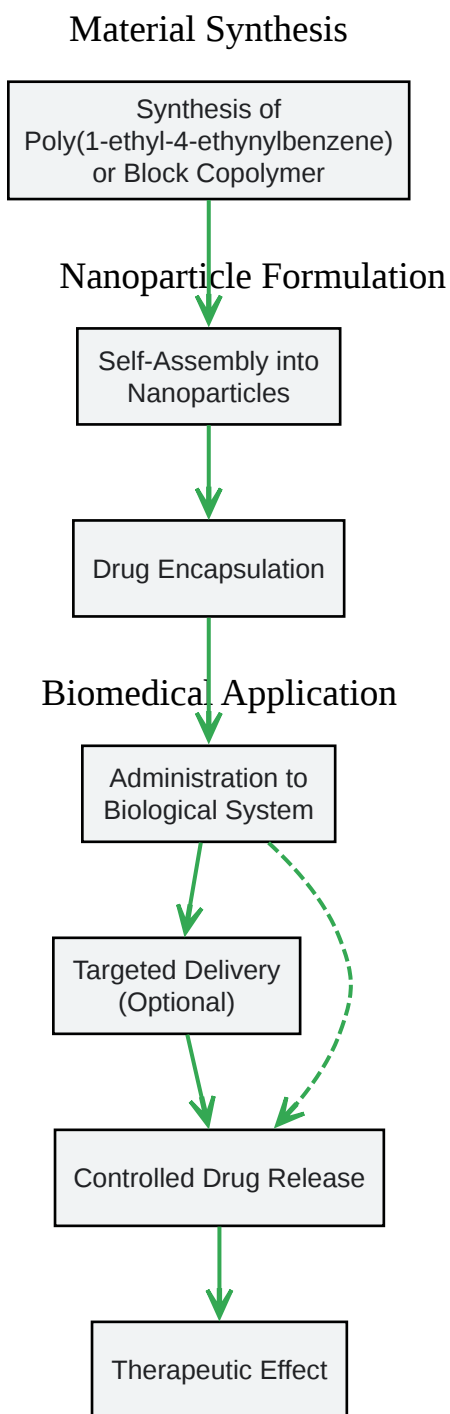 Material Synthesis
Synthesis of
Poly(1-ethyl-4-ethynylbenzene)
or Block Copolymer
Nanoparticle Formulation
Self-Assembly into
Nanoparticles
Drug Encapsulation
Biomedical Application
Administration to
Biological System
Targeted Delivery
(Optional)
Controlled Drug Release
Therapeutic Effect